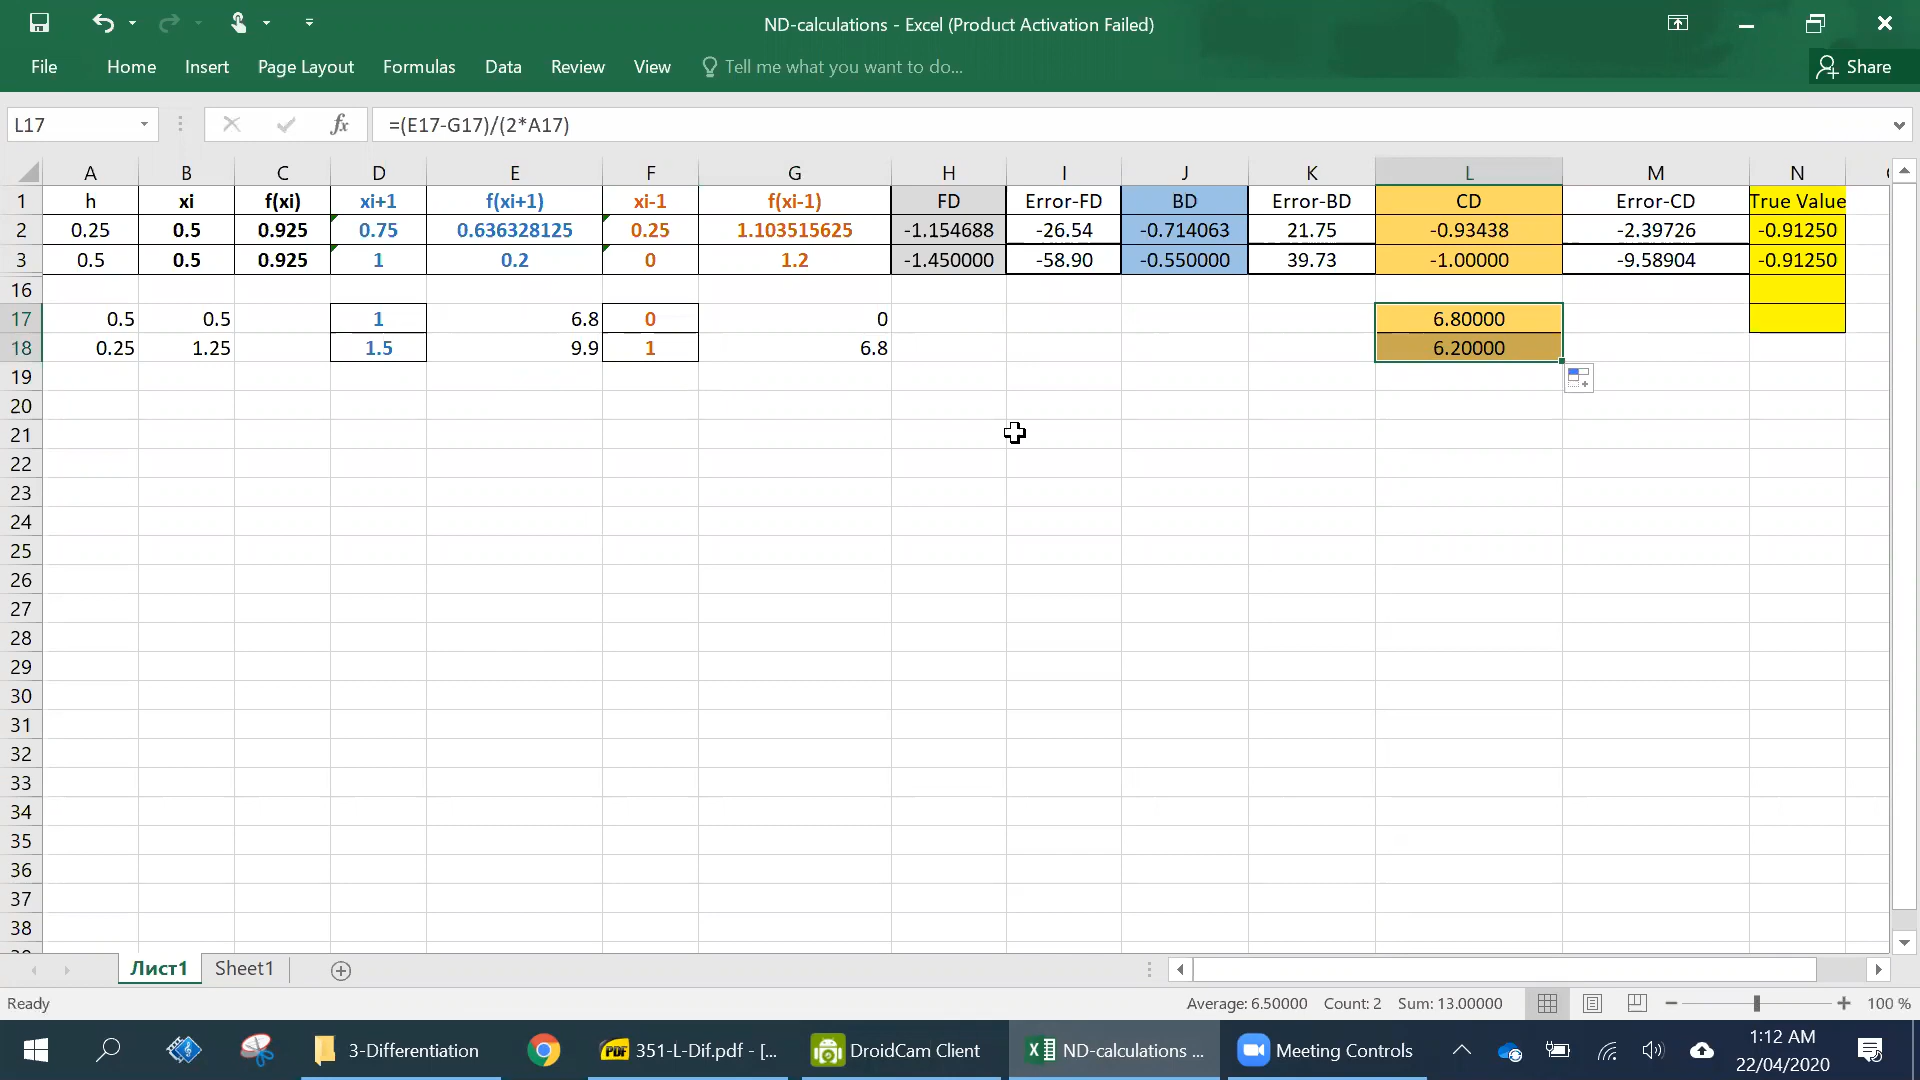 ND-calculations - Excel (Product Activation Failed)
File Home Insert Page Layout Formulas Data Review View Tell me what you want to do... Share
L17 fx =(E17-G17)/(2*A17)
A B C D E F G H I J K L M N
1 h xi f(xi) xi+1 f(xi+1) xi-1 f(xi-1) FD Error-FD BD Error-BD CD Error-CD True Value
2 0.25 0.5 0.925 0.75 0.636328125 0.25 1.103515625 -1.154688 -26.54 -0.714063 21.75 -0.93438 -2.39726 -0.91250
3 0.5 0.5 0.925 1 0.2 0 1.2 -1.450000 -58.90 -0.550000 39.73 -1.00000 -9.58904 -0.91250
16
17 0.5 0.5 1 6.8 0 0 6.80000
18 0.25 1.25 1.5 9.9 1 6.8 6.20000
19
20
21
22
23
24
25
26
27
28
29
30
31
32
33
34
35
36
37
38
Лист1 Sheet1
Ready Average: 6.50000 Count: 2 Sum: 13.00000 100 %
3-Differentiation PDF 351-L-Dif.pdf - [... DroidCam Client ND-calculations ... Meeting Controls 1:12 AM
22/04/2020